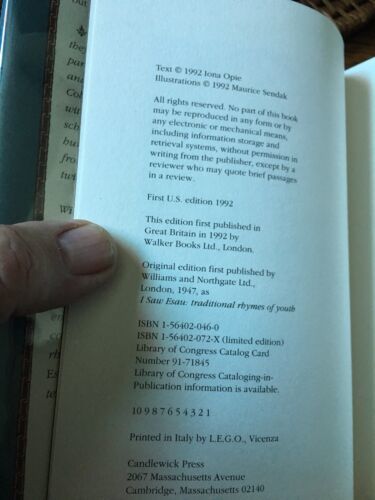 Text © 1992 Iona Opie
Illustrations © 1992 Maurice Sendak
All rights reserved. No part of this book
may be reproduced in any form or by
any electronic or mechanical means,
including information storage and
retrieval systems, without permission in
writing from the publisher, except by a
reviewer who may quote brief passages
in a review.
First U.S. edition 1992
This edition first published in
Great Britain in 1992 by
Walker Books Ltd., London.
Original edition first published by
Williams and Northgate Ltd.,
London, 1947, as
I Saw Esau: traditional rhymes of youth
ISBN 1-56402-046-0
ISBN 1-56402-072-X (limited edition)
Library of Congress Catalog Card
Number 91-71845
Library of Congress Cataloging-in-
Publication information is available.
10 9 8 7 6 5 4 3 2 1
Printed in Italy by L.E.G.O., Vicenza
Candlewick Press
2067 Massachusetts Avenue
Cambridge, Massachusetts 02140